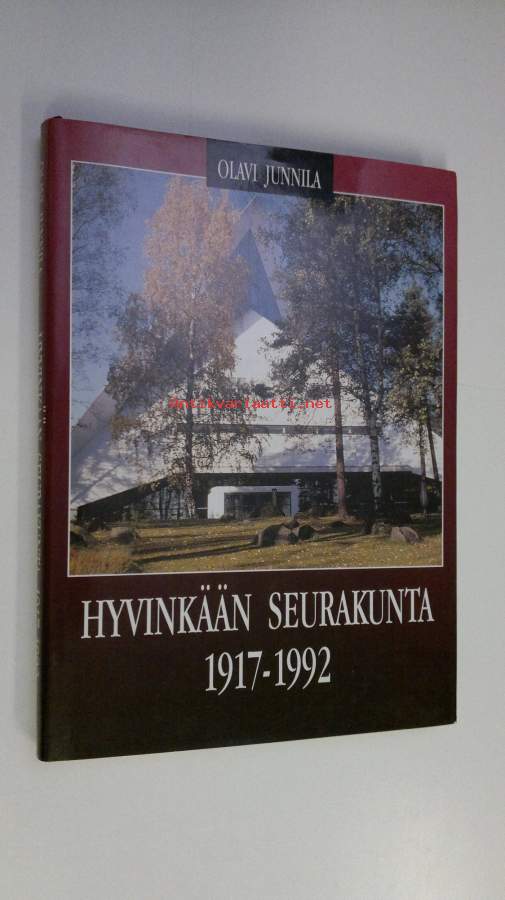 OLAVI JUNNILA
antikvariaatti.net
HYVINKÄÄN SEURAKUNTA
1917-1992